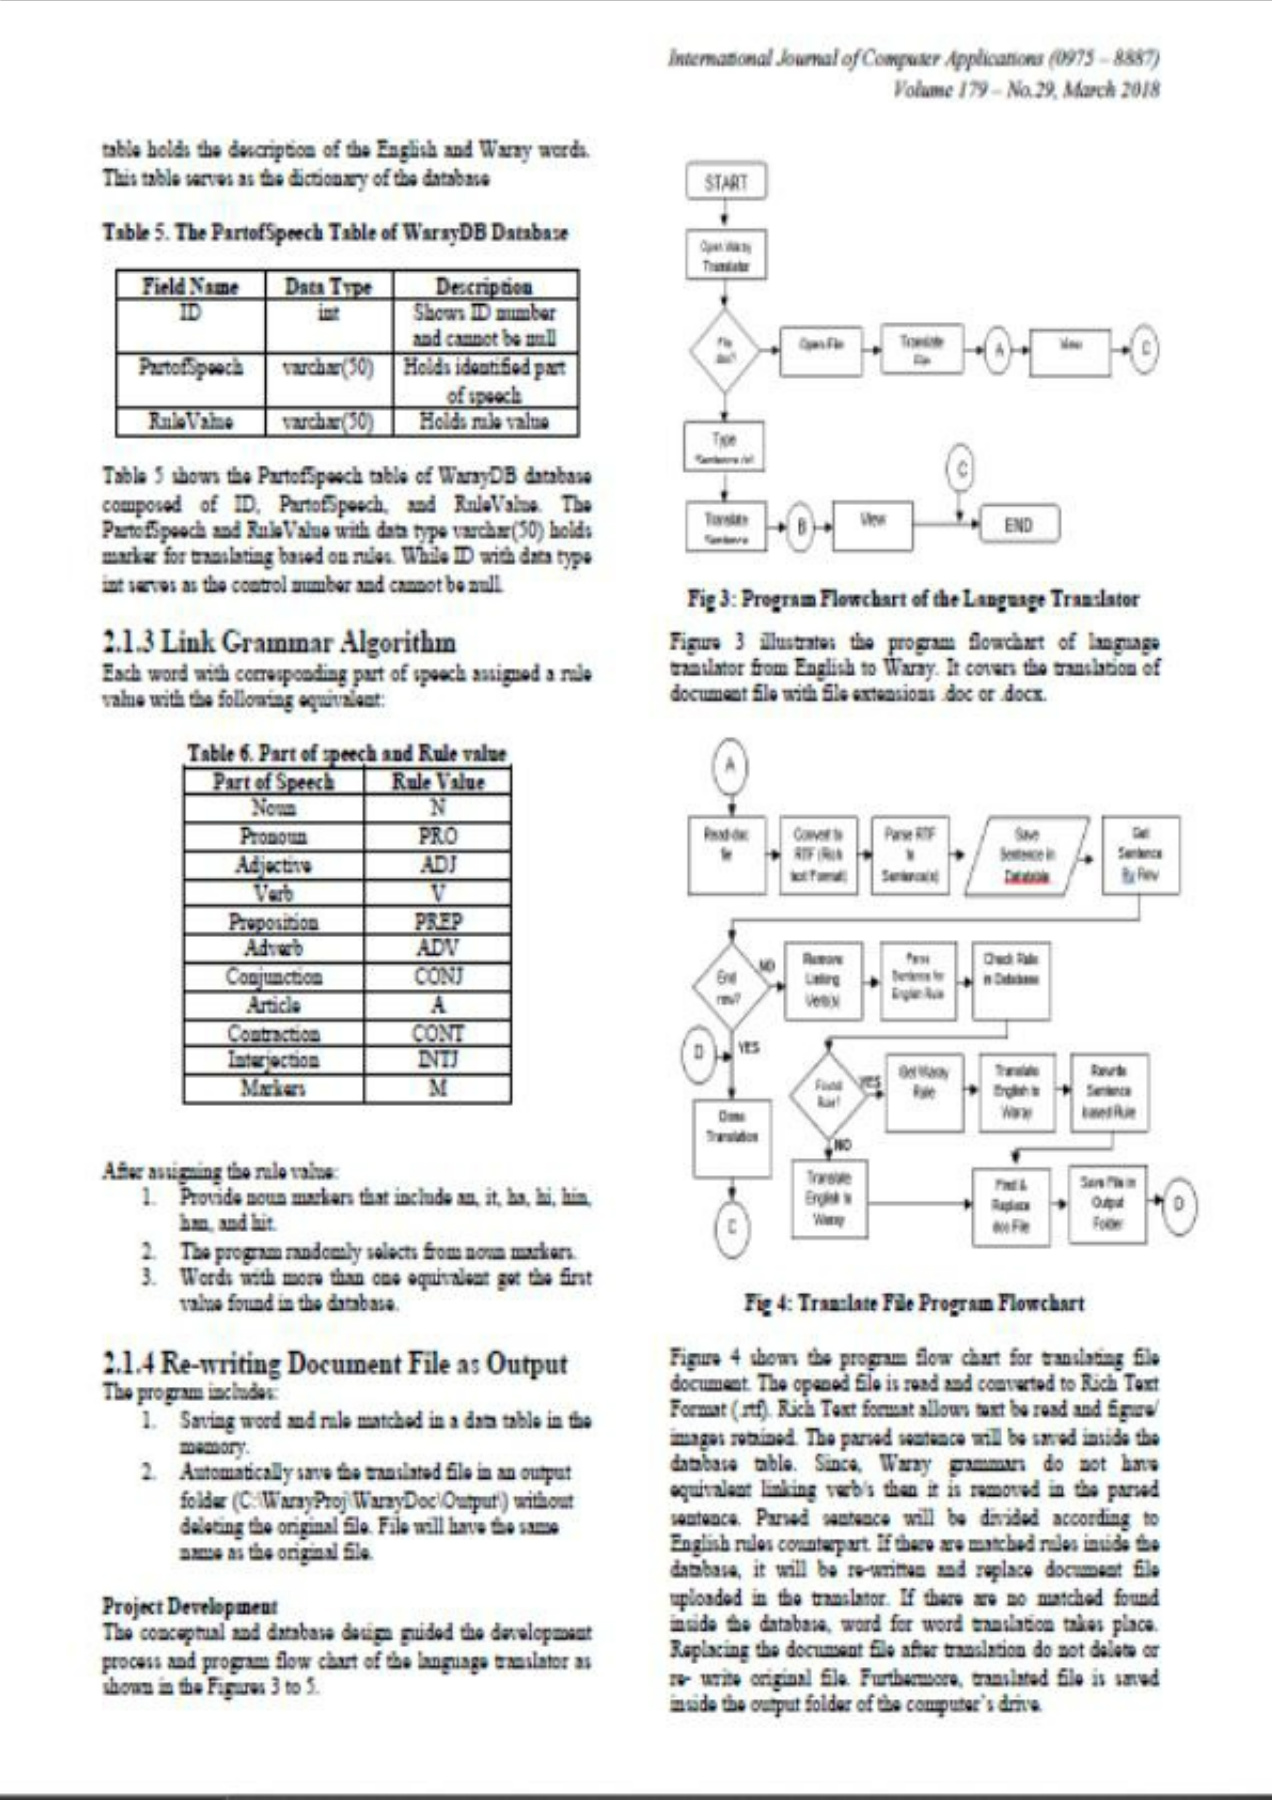 International Journal of Computer Applications (0975 – 8887)
Volume 179 – No.29, March 2018
table holds the description of the English and Waray words.
This table serves as the dictionary of the database
Table 5. The PartofSpeech Table of WarayDB Database
Field Name Data Type Description
ID int Shows ID number
and cannot be null
PartofSpeech varchar(50) Holds identified part
of speech
RuleValue varchar(50) Holds rule value
Table 5 shows the PartofSpeech table of WarayDB database
composed of ID, PartofSpeech, and RuleValue. The
PartofSpeech and RuleValue with data type varchar(50) holds
marker for translating based on rules. While ID with data type
int serves as the control number and cannot be null.
2.1.3 Link Grammar Algorithm
Each word with corresponding part of speech assigned a rule
value with the following equivalent:
Table 6. Part of speech and Rule value
Part of Speech Rule Value
Noun N
Pronoun PRO
Adjective ADJ
Verb V
Preposition PREP
Adverb ADV
Conjunction CONJ
Article A
Contraction CONT
Interjection INTJ
Markers M
After assigning the rule value:
1. Provide noun markers that include an, it, ha, hi, hin,
han, and hit.
2. The program randomly selects from noun markers.
3. Words with more than one equivalent get the first
value found in the database.
2.1.4 Re-writing Document File as Output
The program includes:
1. Saving word and rule matched in a data table in the
memory.
2. Automatically save the translated file in an output
folder (C:\WarayProj\WarayDoc\Output\) without
deleting the original file. File will have the same
name as the original file.
Project Development
The conceptual and database design guided the development
process and program flow chart of the language translator as
shown in the Figures 3 to 5.
START
Open Waray
Translator
File
doc?
Open File
Translate
File
A
View
C
Type
Sentence
C
Translate
Sentence
B
View
END
Fig 3: Program Flowchart of the Language Translator
Figure 3 illustrates the program flowchart of language
translator from English to Waray. It covers the translation of
document file with file extensions .doc or .docx.
A
Read doc
file
Convert to
RTF (Rich
text Format)
Parse RTF
to
Sentence(s)
Save
Sentence in
Datatable
Get
Sentence
By Row
End
row?
NO
Remove
Linking
Verb(s)
Parse
Sentence for
English Rule
Check Rule
in Database
D
YES
Found
Rule?
YES
Get Waray
Rule
Translate
English to
Waray
Rewrite
Sentence
based Rule
Done
Translation
NO
Translate
English to
Waray
Find &
Replace
doc File
Save File in
Output
Folder
D
C
Fig 4: Translate File Program Flowchart
Figure 4 shows the program flow chart for translating file
document. The opened file is read and converted to Rich Text
Format (.rtf). Rich Text format allows text be read and figure/
images retained. The parsed sentence will be saved inside the
database table. Since, Waray grammars do not have
equivalent linking verb/s then it is removed in the parsed
sentence. Parsed sentence will be divided according to
English rules counterpart. If there are matched rules inside the
database, it will be re-written and replace document file
uploaded in the translator. If there are no matched found
inside the database, word for word translation takes place.
Replacing the document file after translation do not delete or
re- write original file. Furthermore, translated file is saved
inside the output folder of the computer's drive.